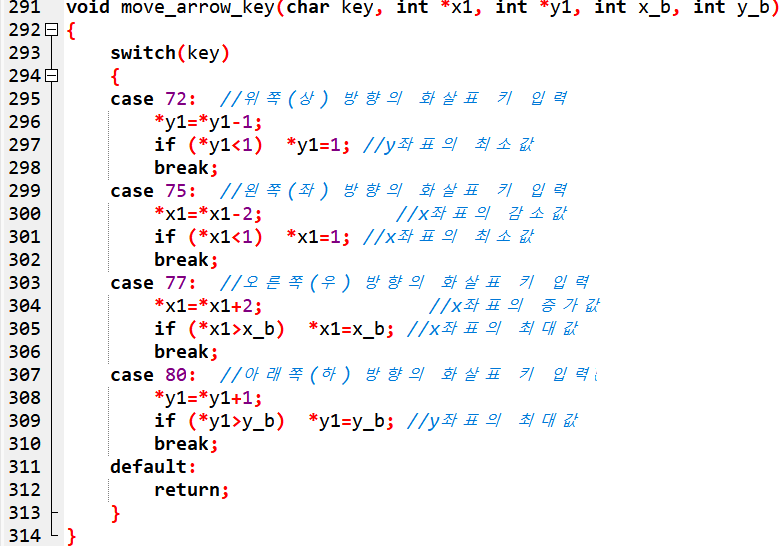 291 void move_arrow_key(char key, int *x1, int *y1, int x_b, int y_b)
292 {
293 switch(key)
294 {
295 case 72: //위쪽(상) 방향의 화살표 키 입력
296 *y1=*y1-1;
297 if (*y1<1) *y1=1; //y좌표의 최소값
298 break;
299 case 75: //왼쪽(좌) 방향의 화살표 키 입력
300 *x1=*x1-2; //x좌표의 감소값
301 if (*x1<1) *x1=1; //x좌표의 최소값
302 break;
303 case 77: //오른쪽(우) 방향의 화살표 키 입력
304 *x1=*x1+2; //x좌표의 증가값
305 if (*x1>x_b) *x1=x_b; //x좌표의 최대값
306 break;
307 case 80: //아래쪽(하) 방향의 화살표 키 입력
308 *y1=*y1+1;
309 if (*y1>y_b) *y1=y_b; //y좌표의 최대값
310 break;
311 default:
312 return;
313 }
314 }